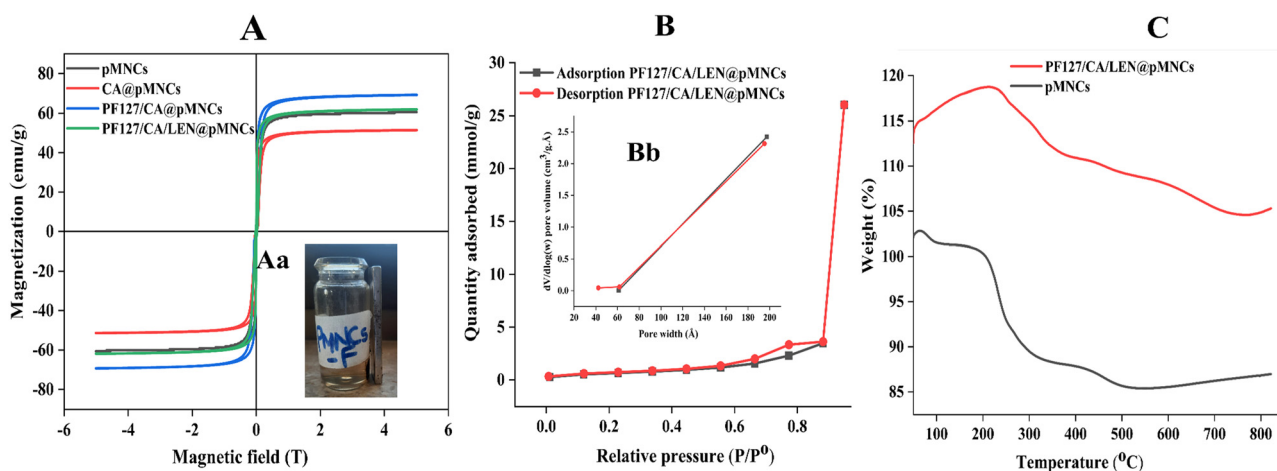 A
Magnetization (emu/g)
80
60
40
20
0
-20
-40
-60
-80
pMNCs
CA@pMNCs
PF127/CA@pMNCs
PF127/CA/LEN@pMNCs
Aa
PMNCs
-F
-6
-4
-2
0
2
4
6
Magnetic field (T)
B
Quantity adsorbed (mmol/g)
30
25
20
15
10
5
0
Adsorption PF127/CA/LEN@pMNCs
Desorption PF127/CA/LEN@pMNCs
Bb
dV/dlog(w) pore volume (cm³/g.Å)
2.5
2.0
1.5
1.0
0.5
0.0
20
40
60
80
100
120
140
160
180
200
Pore width (Å)
0.0
0.2
0.4
0.6
0.8
Relative pressure (P/P⁰)
C
Weight (%)
120
115
110
105
100
95
90
85
PF127/CA/LEN@pMNCs
pMNCs
50
100
200
300
400
500
600
700
800
Temperature (⁰C)